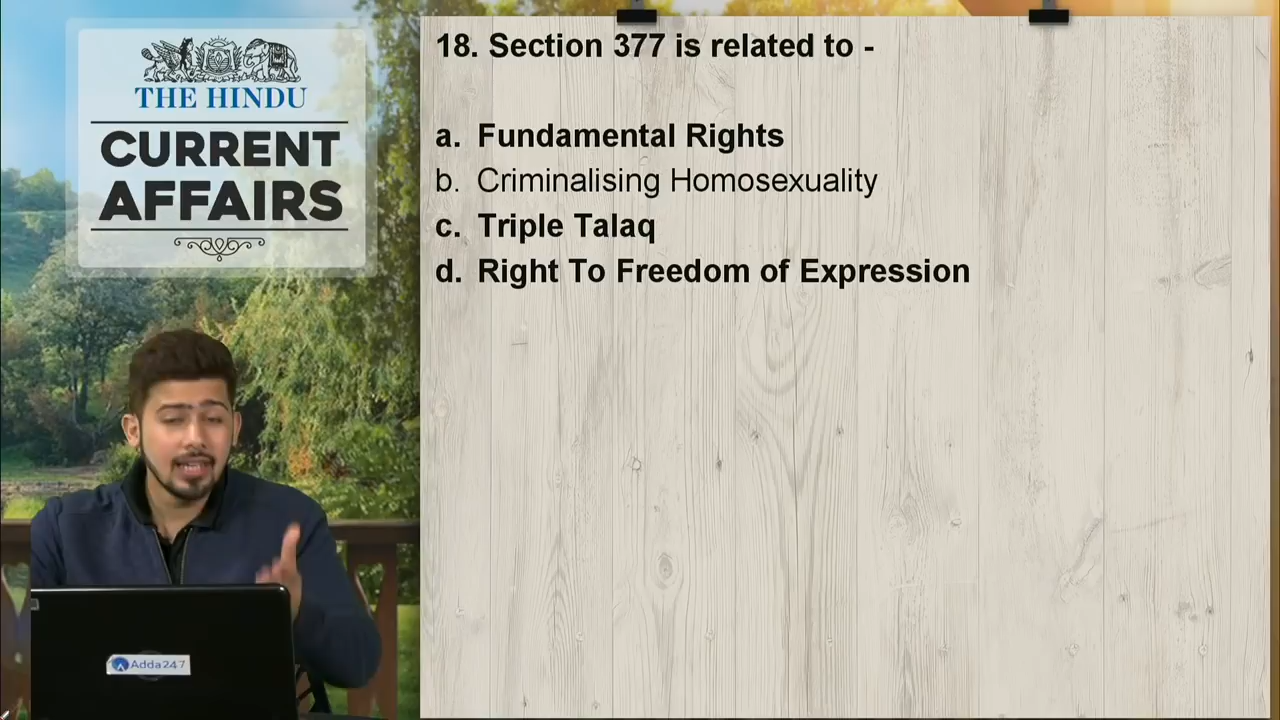 THE HINDU
CURRENT
AFFAIRS
18. Section 377 is related to -
a. Fundamental Rights
b. Criminalising Homosexuality
c. Triple Talaq
d. Right To Freedom of Expression
Adda247